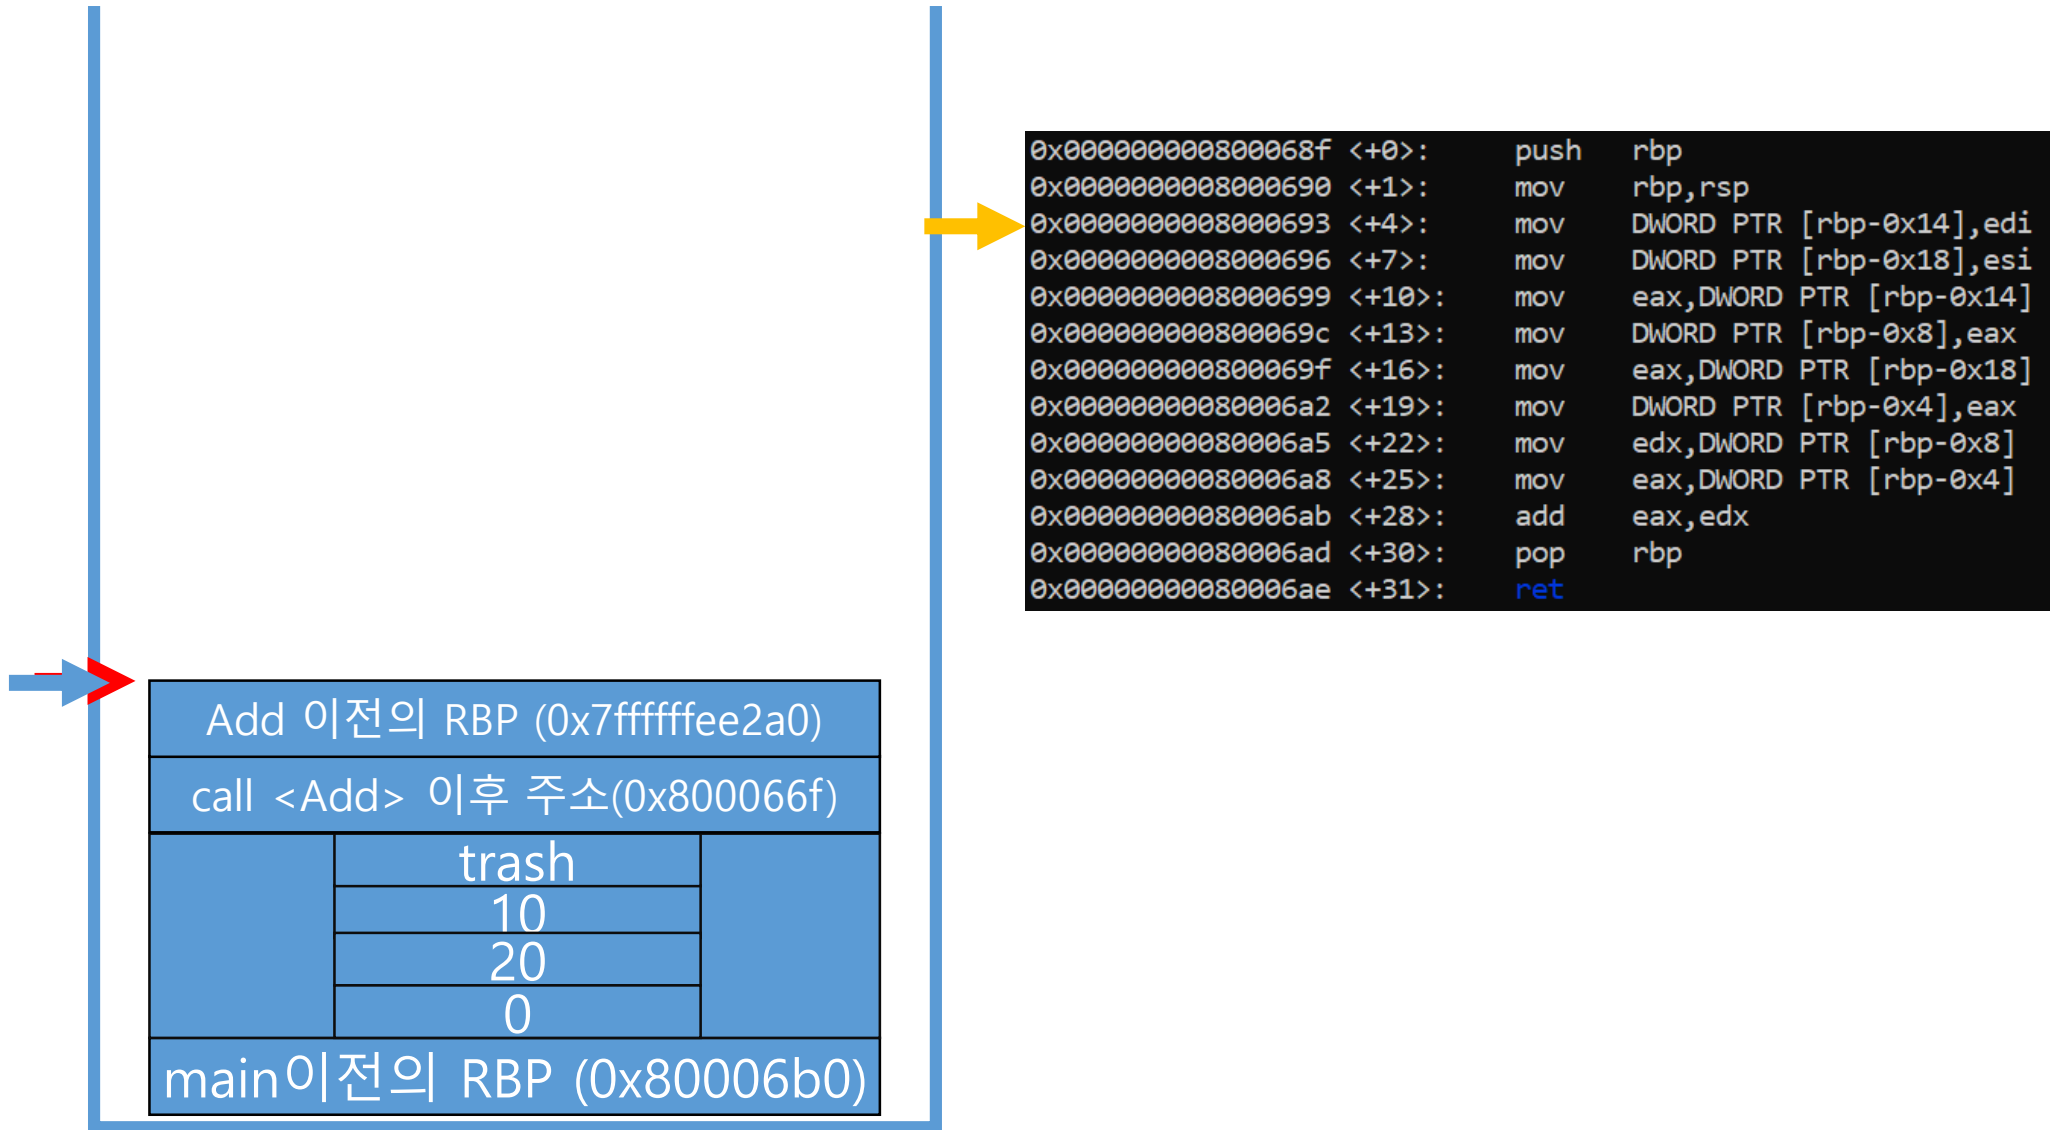 0x000000000800068f <+0>: push rbp
0x0000000008000690 <+1>: mov rbp,rsp
0x0000000008000693 <+4>: mov DWORD PTR [rbp-0x14],edi
0x0000000008000696 <+7>: mov DWORD PTR [rbp-0x18],esi
0x0000000008000699 <+10>: mov eax,DWORD PTR [rbp-0x14]
0x000000000800069c <+13>: mov DWORD PTR [rbp-0x8],eax
0x000000000800069f <+16>: mov eax,DWORD PTR [rbp-0x18]
0x00000000080006a2 <+19>: mov DWORD PTR [rbp-0x4],eax
0x00000000080006a5 <+22>: mov edx,DWORD PTR [rbp-0x8]
0x00000000080006a8 <+25>: mov eax,DWORD PTR [rbp-0x4]
0x00000000080006ab <+28>: add eax,edx
0x00000000080006ad <+30>: pop rbp
0x00000000080006ae <+31>: ret
Add 이전의 RBP (0x7ffffffee2a0)
call <Add> 이후 주소(0x800066f)
trash
10
20
0
main이전의 RBP (0x80006b0)